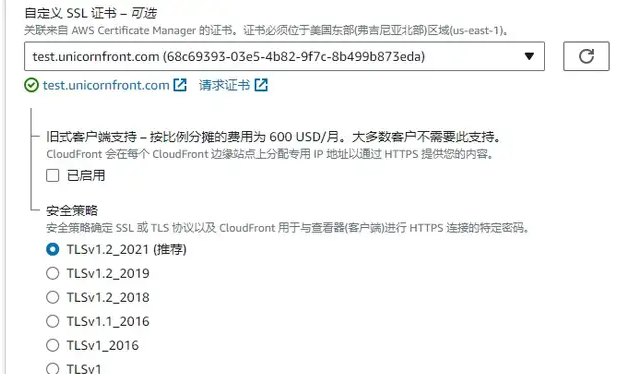 自定义 SSL 证书 – 可选
关联来自 AWS Certificate Manager 的证书。证书必须位于美国东部(弗吉尼亚北部)区域(us-east-1)。
test.unicornfront.com (68c69393-03e5-4b82-9f7c-8b499b873eda)
test.unicornfront.com 请求证书
旧式客户端支持 – 按比例分摊的费用为 600 USD/月。大多数客户不需要此支持。
CloudFront 会在每个 CloudFront 边缘站点上分配专用 IP 地址以通过 HTTPS 提供您的内容。
已启用
安全策略
安全策略确定 SSL 或 TLS 协议以及 CloudFront 用于与查看器(客户端)进行 HTTPS 连接的特定密码。
TLSv1.2_2021 (推荐)
TLSv1.2_2019
TLSv1.2_2018
TLSv1.1_2016
TLSv1_2016
TLSv1